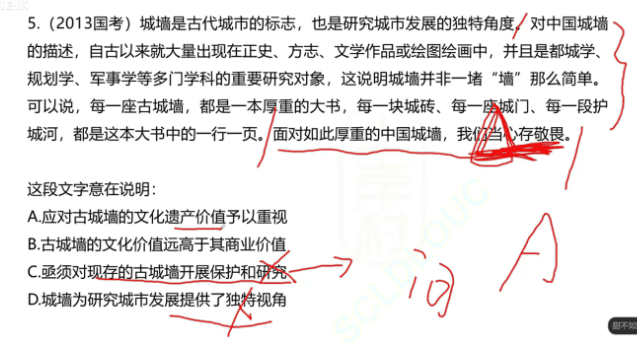 5.（2013国考）城墙是古代城市的标志，也是研究城市发展的独特角度。对中国城墙
的描述，自古以来就大量出现在正史、方志、文学作品或绘图绘画中，并且是都城学、
规划学、军事学等多门学科的重要研究对象，这说明城墙并非一堵“墙”那么简单。
可以说，每一座古城墙，都是一本厚重的大书，每一块城砖、每一座城门、每一段护
城河，都是这本大书中的一行一页。面对如此厚重的中国城墙，我们当心存敬畏。
这段文字意在说明：
A.应对古城墙的文化遗产价值予以重视
B.古城墙的文化价值远高于其商业价值
C.亟须对现存的古城墙开展保护和研究
D.城墙为研究城市发展提供了独特视角
A
SCLDLOUC
甜不如